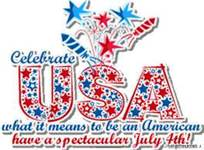 Celebrate
USA
what it means to be an American
have a spectacular July 4th!